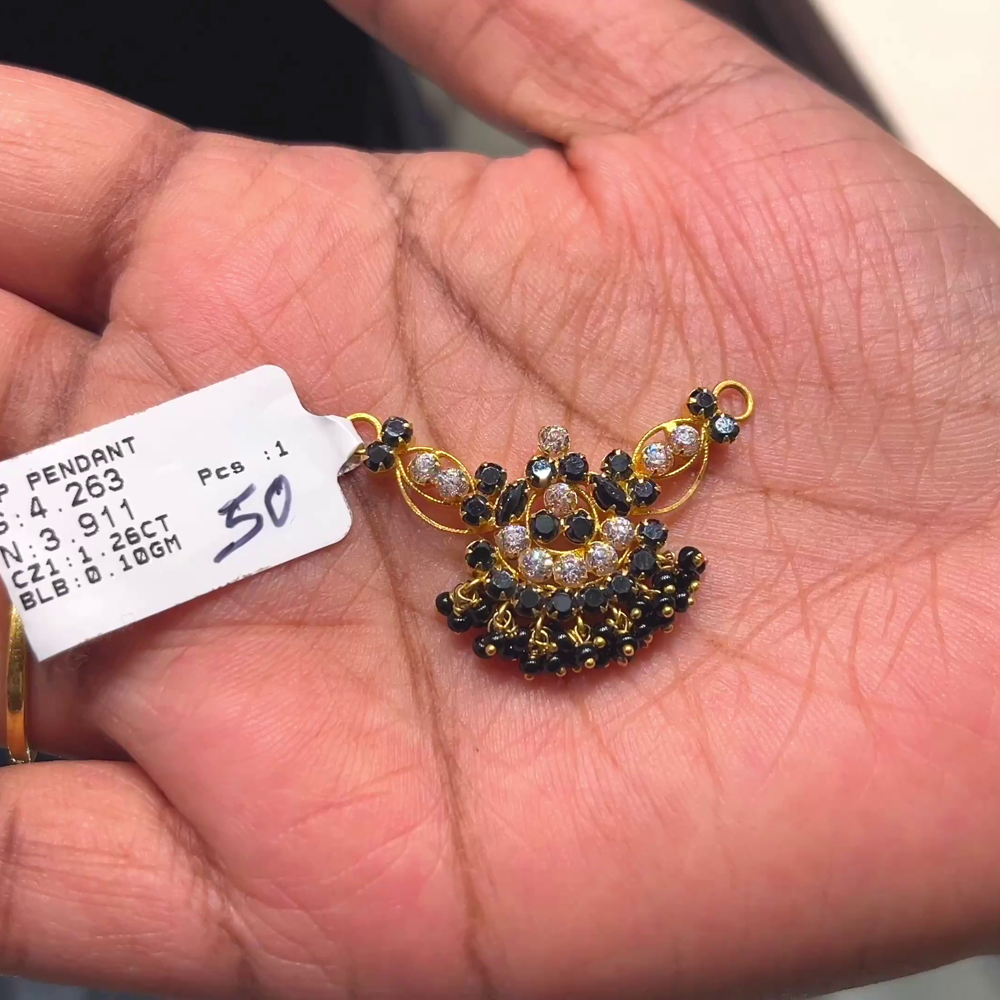 P PENDANT
S:4.263 Pcs :1
N:3.911
CZ1:1.26CT
BLB:0.10GM
50